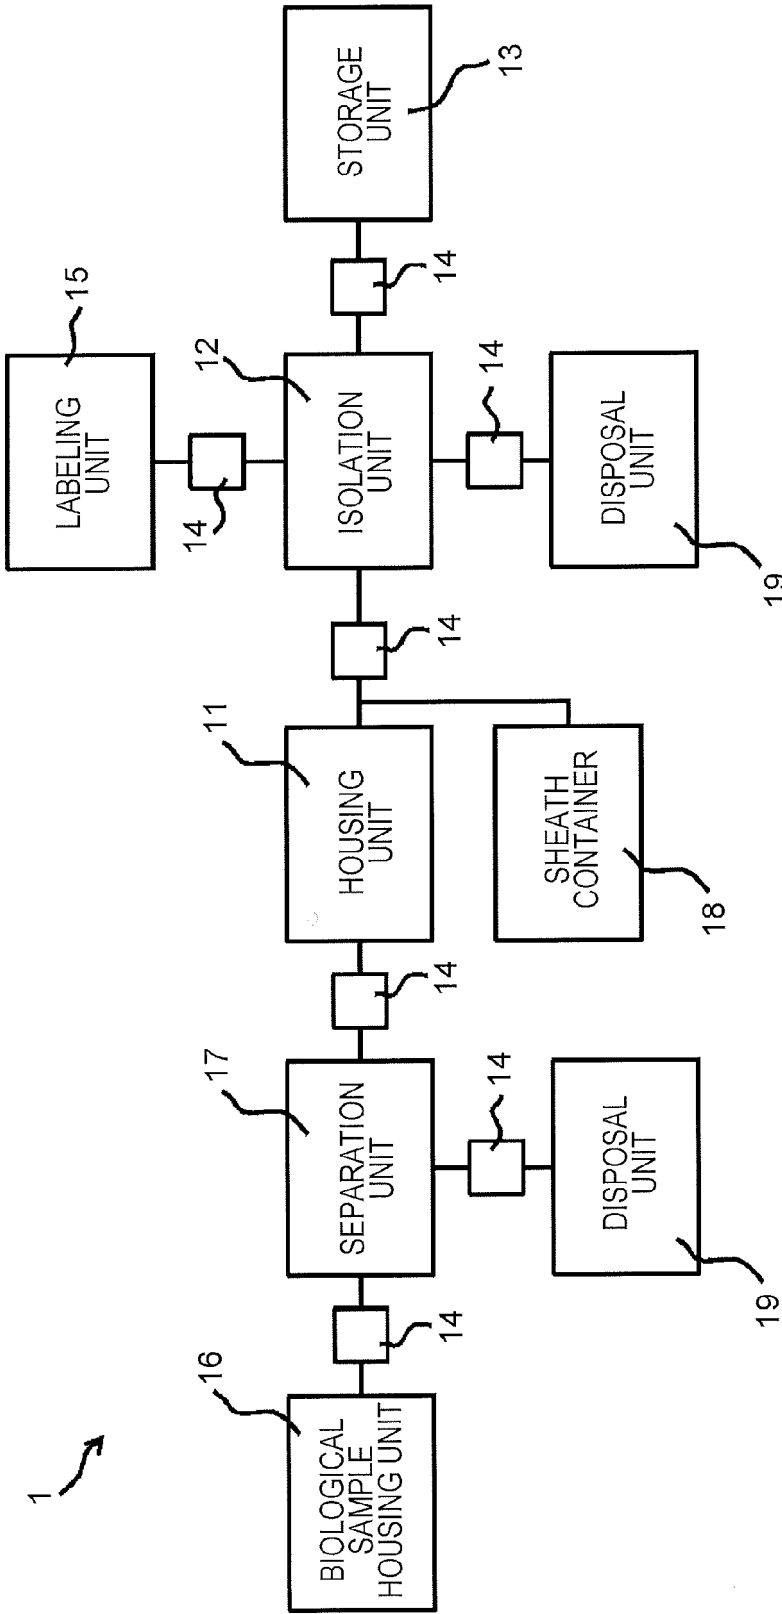 1
BIOLOGICAL
SAMPLE
HOUSING UNIT
16
14
SEPARATION
UNIT
17
14
DISPOSAL
UNIT
19
14
HOUSING
UNIT
11
SHEATH
CONTAINER
18
14
ISOLATION
UNIT
12
14
LABELING
UNIT
15
14
DISPOSAL
UNIT
19
14
STORAGE
UNIT
13